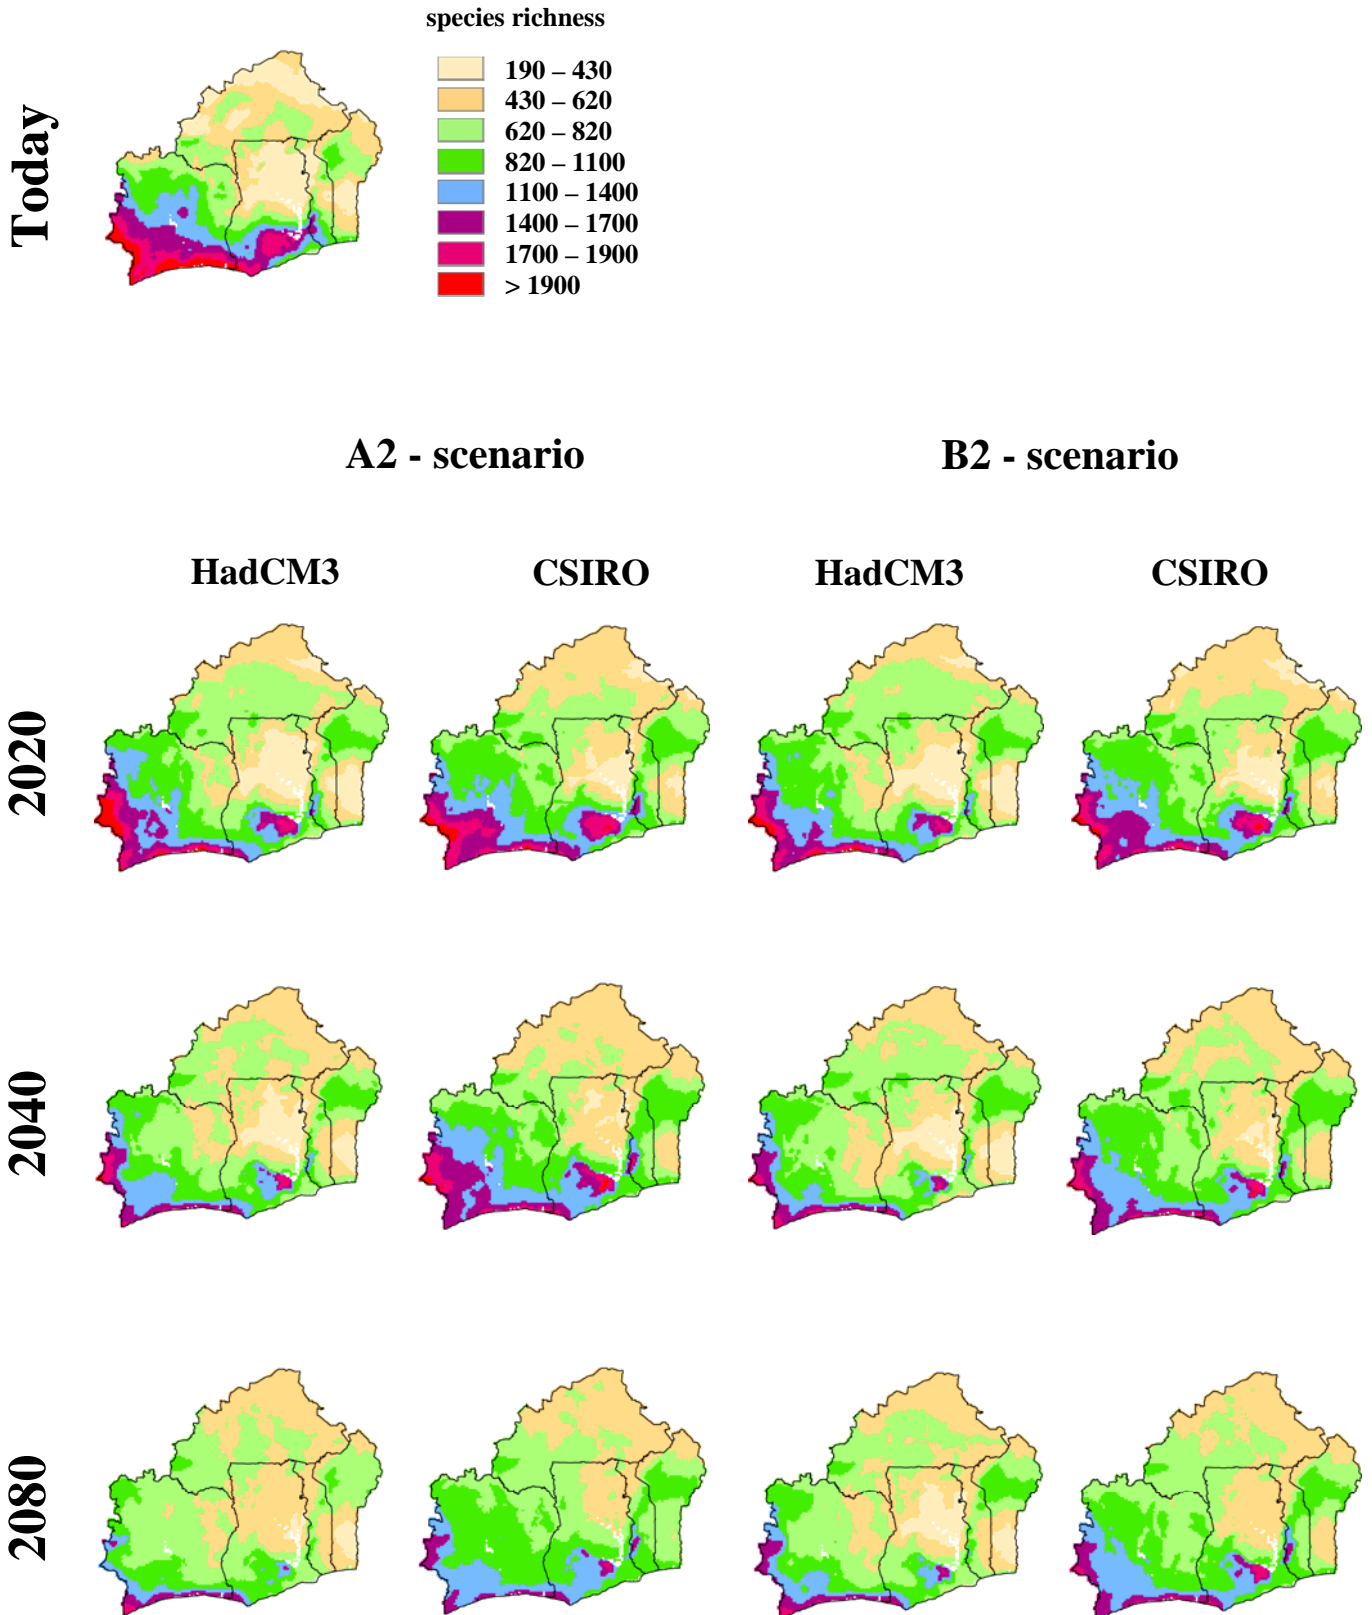 species richness
Today
190 – 430
430 – 620
620 – 820
820 – 1100
1100 – 1400
1400 – 1700
1700 – 1900
> 1900
A2 - scenario
B2 - scenario
HadCM3
CSIRO
HadCM3
CSIRO
2020
2040
2080